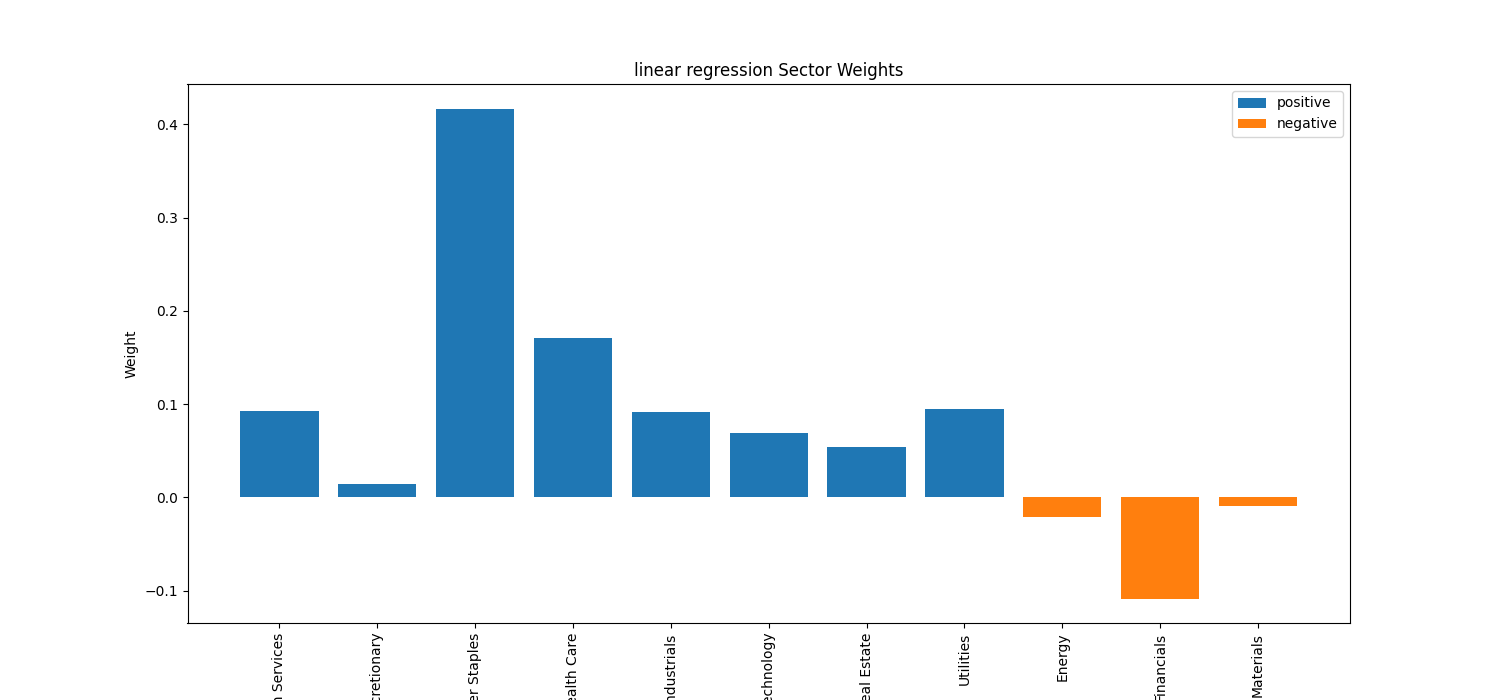 linear regression Sector Weights
positive
negative
Weight
0.4
0.3
0.2
0.1
0.0
−0.1
Services
cretionary
er Staples
ealth Care
ndustrials
echnology
eal Estate
Utilities
Energy
Financials
Materials